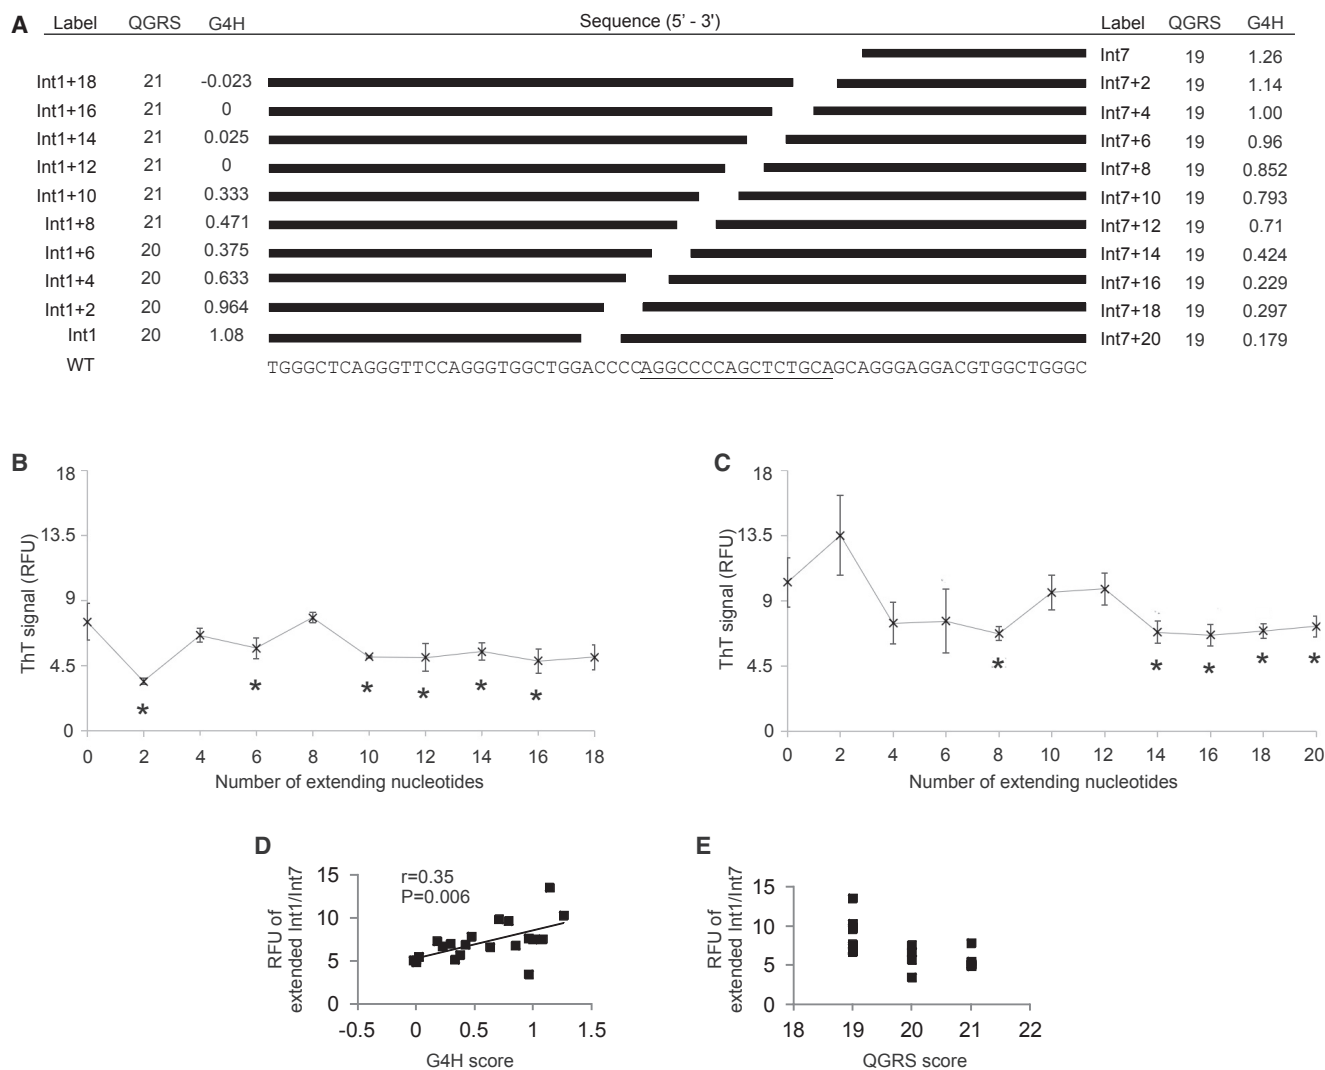 A
Label QGRS G4H Sequence (5' - 3') Label QGRS G4H
Int7 19 1.26
Int1+18 21 -0.023 Int7+2 19 1.14
Int1+16 21 0 Int7+4 19 1.00
Int1+14 21 0.025 Int7+6 19 0.96
Int1+12 21 0 Int7+8 19 0.852
Int1+10 21 0.333 Int7+10 19 0.793
Int1+8 21 0.471 Int7+12 19 0.71
Int1+6 20 0.375 Int7+14 19 0.424
Int1+4 20 0.633 Int7+16 19 0.229
Int1+2 20 0.964 Int7+18 19 0.297
Int1 20 1.08 Int7+20 19 0.179
WT TGGGCTCAGGGTTCCAGGGTGGCTGGACCCCAGGCCCCAGCTCTGCAGCAGGGAGGACGTGGCTGGGC
B
ThT signal (RFU)
18
13.5
9
4.5
0
* * * * * *
0 2 4 6 8 10 12 14 16 18
Number of extending nucleotides
C
ThT signal (RFU)
18
13.5
9
4.5
0
* * * * *
0 2 4 6 8 10 12 14 16 18 20
Number of extending nucleotides
D
RFU of
extended Int1/Int7
r=0.35
P=0.006
15
10
5
0
-0.5 0 0.5 1 1.5
G4H score
E
RFU of
extended Int1/Int7
15
10
5
0
18 19 20 21 22
QGRS score